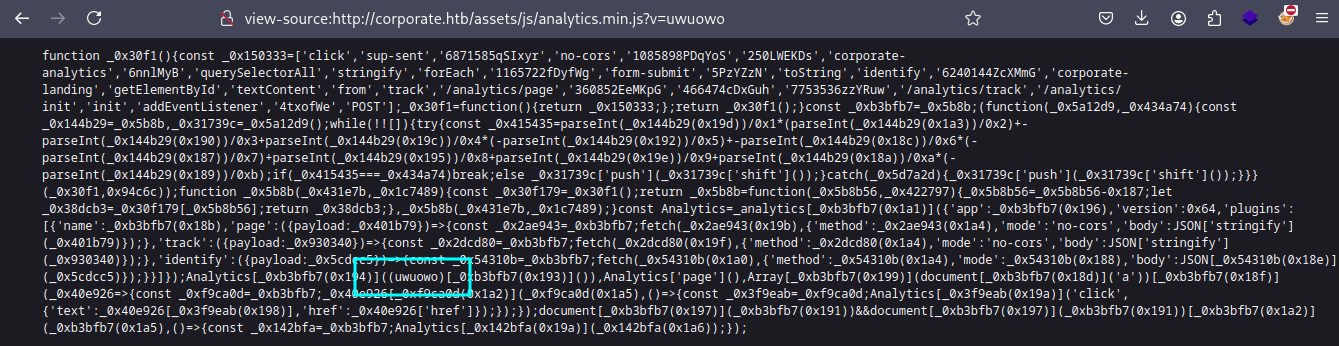 view-source:http://corporate.htb/assets/js/analytics.min.js?v=uwuowo
function _0x30f1(){const _0x150333=['click','sup-sent','6871585qSIxyr','no-cors','1085898PDqYoS','250LWEKDs','corporate-
analytics','6nnlMyB','querySelectorAll','stringify','forEach','1165722fDyfWg','form-submit','5PzYZzN','toString','identify','6240144ZcXMmG','corporate-
landing','getElementById','textContent','from','track','/analytics/page','360852EeMKpG','466474cDxGuh','7753536zzYRuw','/analytics/track','/analytics/
init','init','addEventListener','4txofWe','POST'];_0x30f1=function(){return _0x150333;};return _0x30f1();}const _0xb3bfb7=_0x5b8b;(function(_0x5a12d9,_0x434a74){const
_0x144b29=_0x5b8b,_0x31739c=_0x5a12d9();while(!![]){try{const _0x415435=parseInt(_0x144b29(0x19d))/0x1*(parseInt(_0x144b29(0x1a3))/0x2)+-
parseInt(_0x144b29(0x190))/0x3+parseInt(_0x144b29(0x19c))/0x4*(-parseInt(_0x144b29(0x192))/0x5)+-parseInt(_0x144b29(0x18c))/0x6*(-
parseInt(_0x144b29(0x187))/0x7)+parseInt(_0x144b29(0x195))/0x8+parseInt(_0x144b29(0x19e))/0x9+parseInt(_0x144b29(0x18a))/0xa*(-
parseInt(_0x144b29(0x189))/0xb);if(_0x415435===_0x434a74)break;else _0x31739c['push'](_0x31739c['shift']());}catch(_0x5d7a2d){_0x31739c['push'](_0x31739c['shift']());}}}
(_0x30f1,0x94c6c));function _0x5b8b(_0x431e7b,_0x1c7489){const _0x30f179=_0x30f1();return _0x5b8b=function(_0x5b8b56,_0x422797){_0x5b8b56=_0x5b8b56-0x187;let
_0x38dcb3=_0x30f179[_0x5b8b56];return _0x38dcb3;},_0x5b8b(_0x431e7b,_0x1c7489);}const Analytics=_analytics[_0xb3bfb7(0x1a1)]({'app':_0xb3bfb7(0x196),'version':0x64,'plugins':
[{'name':_0xb3bfb7(0x18b),'page':({payload:_0x401b79})=>{const _0x2ae943=_0xb3bfb7;fetch(_0x2ae943(0x19b),{'method':_0x2ae943(0x1a4),'mode':'no-cors','body':JSON['stringify']
(_0x401b79)});},'track':({payload:_0x930340})=>{const _0x2dcd80=_0xb3bfb7;fetch(_0x2dcd80(0x19f),{'method':_0x2dcd80(0x1a4),'mode':'no-cors','body':JSON['stringify']
(_0x930340)});},'identify':({payload:_0x5cdcc5})=>{const _0x54310b=_0xb3bfb7;fetch(_0x54310b(0x1a0),{'method':_0x54310b(0x1a4),'mode':_0x54310b(0x188),'body':JSON[_0x54310b(0x18e)]
(_0x5cdcc5)});}}]});Analytics[_0xb3bfb7(0x194)]((uwuowo)[_0xb3bfb7(0x193)]()),Analytics['page'](),Array[_0xb3bfb7(0x199)](document[_0xb3bfb7(0x18d)]('a'))[_0xb3bfb7(0x18f)]
(_0x40e926=>{const _0xf9ca0d=_0xb3bfb7;_0x40e926[_0xf9ca0d(0x1a2)](_0xf9ca0d(0x1a5),()=>{const _0x3f9eab=_0xf9ca0d;Analytics[_0x3f9eab(0x19a)]('click',
{'text':_0x40e926[_0x3f9eab(0x198)],'href':_0x40e926['href']});});});document[_0xb3bfb7(0x197)](_0xb3bfb7(0x191))&&document[_0xb3bfb7(0x197)](_0xb3bfb7(0x191))[_0xb3bfb7(0x1a2)]
(_0xb3bfb7(0x1a5),()=>{const _0x142bfa=_0xb3bfb7;Analytics[_0x142bfa(0x19a)](_0x142bfa(0x1a6));});